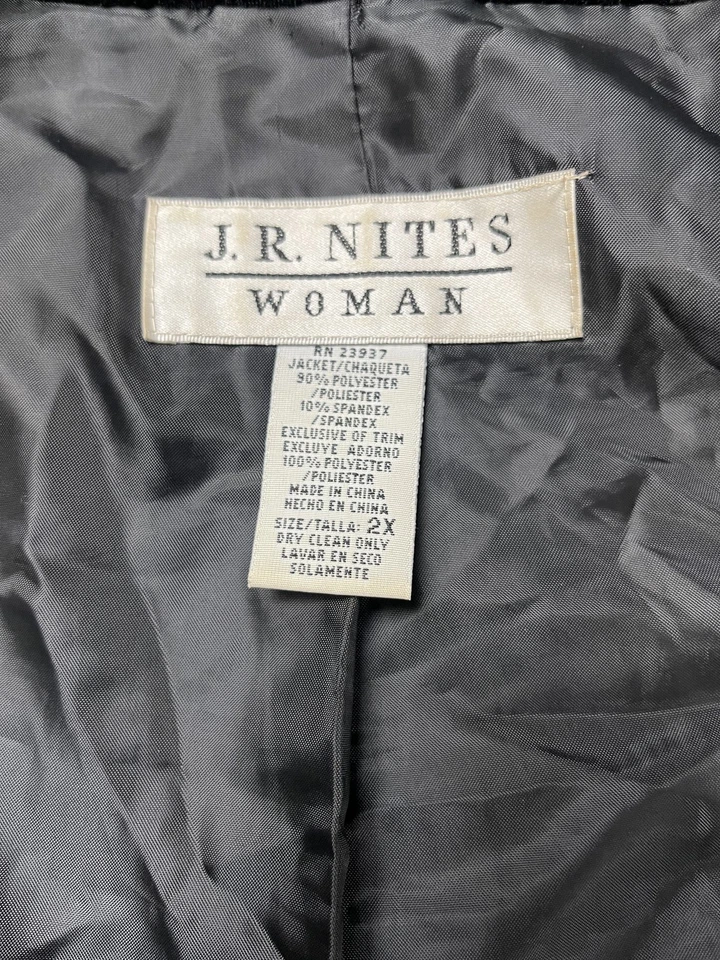 J.R. NITES
WOMAN
RN 23937
JACKET/CHAQUETA
90% POLYESTER
/POLIESTER
10% SPANDEX
/SPANDEX
EXCLUSIVE OF TRIM
EXCLUYE ADORNO
100% POLYESTER
/POLIESTER
MADE IN CHINA
HECHO EN CHINA
SIZE/TALLA: 2X
DRY CLEAN ONLY
LAVAR EN SECO
SOLAMENTE